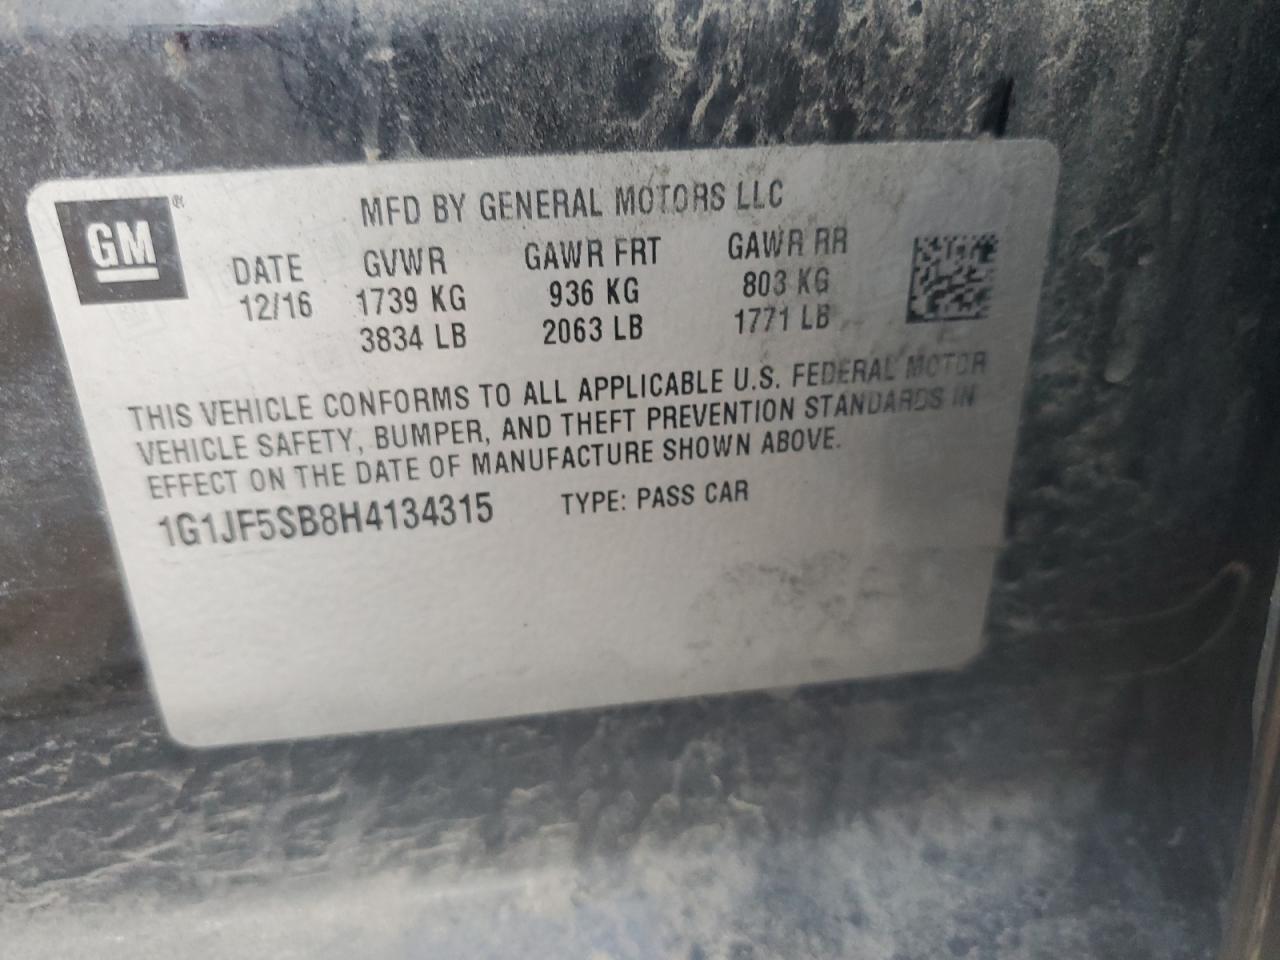 GM ®
MFD BY GENERAL MOTORS LLC
DATE GVWR GAWR FRT GAWR RR
12/16 1739 KG 936 KG 803 KG
3834 LB 2063 LB 1771 LB
THIS VEHICLE CONFORMS TO ALL APPLICABLE U.S. FEDERAL MOTOR
VEHICLE SAFETY, BUMPER, AND THEFT PREVENTION STANDARDS IN
EFFECT ON THE DATE OF MANUFACTURE SHOWN ABOVE.
1G1JF5SB8H4134315 TYPE: PASS CAR